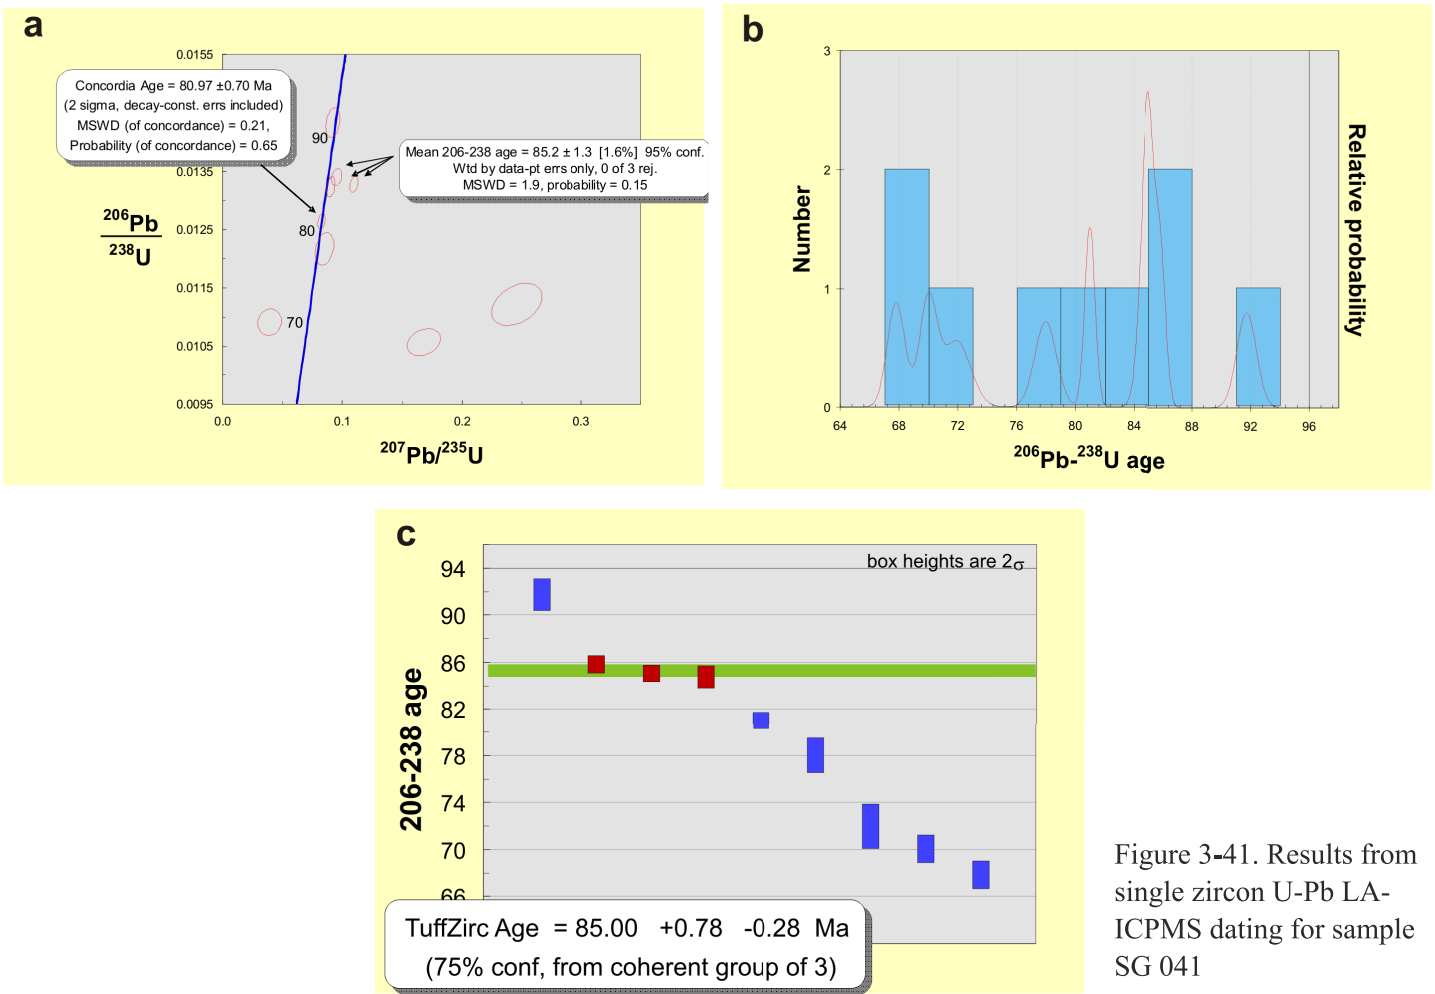 a
0.0155
0.0135
0.0125
0.0115
0.0105
0.0095
Concordia Age = 80.97 ±0.70 Ma
(2 sigma, decay-const. errs included)
MSWD (of concordance) = 0.21,
Probability (of concordance) = 0.65
90
80
70
Mean 206-238 age = 85.2 ± 1.3 [1.6%] 95% conf.
Wtd by data-pt errs only, 0 of 3 rej.
MSWD = 1.9, probability = 0.15
206Pb
238U
0.0
0.1
0.2
0.3
207Pb/235U
b
3
2
1
0
Number
Relative probability
64
68
72
76
80
84
88
92
96
206Pb-238U age
c
box heights are 2σ
94
90
86
82
78
74
70
66
206-238 age
TuffZirc Age = 85.00 +0.78 -0.28 Ma
(75% conf, from coherent group of 3)
Figure 3-41. Results from
single zircon U-Pb LA-
ICPMS dating for sample
SG 041